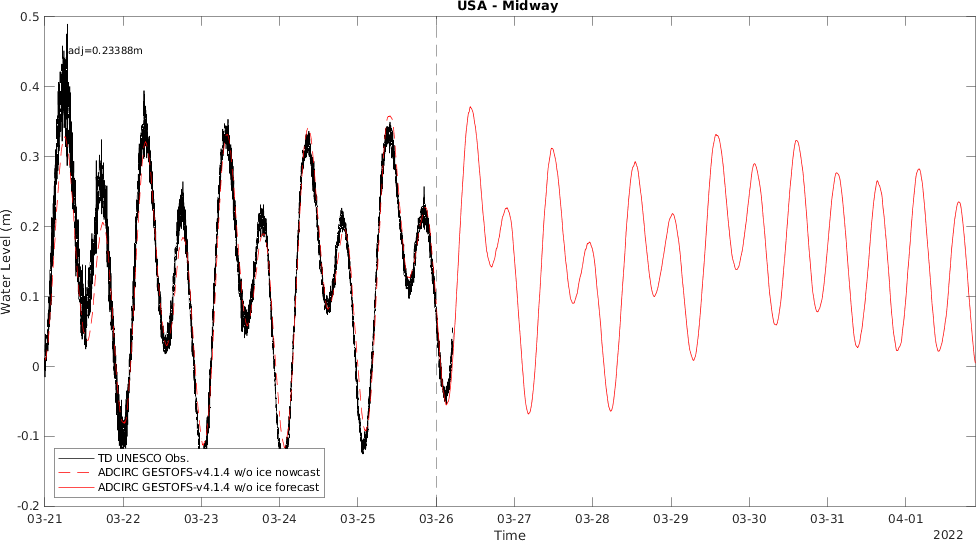 USA - Midway
adj=0.23388m
0.5
0.4
0.3
0.2
0.1
0
-0.1
-0.2
Water Level (m)
TD UNESCO Obs.
ADCIRC GESTOFS-v4.1.4 w/o ice nowcast
ADCIRC GESTOFS-v4.1.4 w/o ice forecast
03-21 03-22 03-23 03-24 03-25 03-26 03-27 03-28 03-29 03-30 03-31 04-01
Time
2022